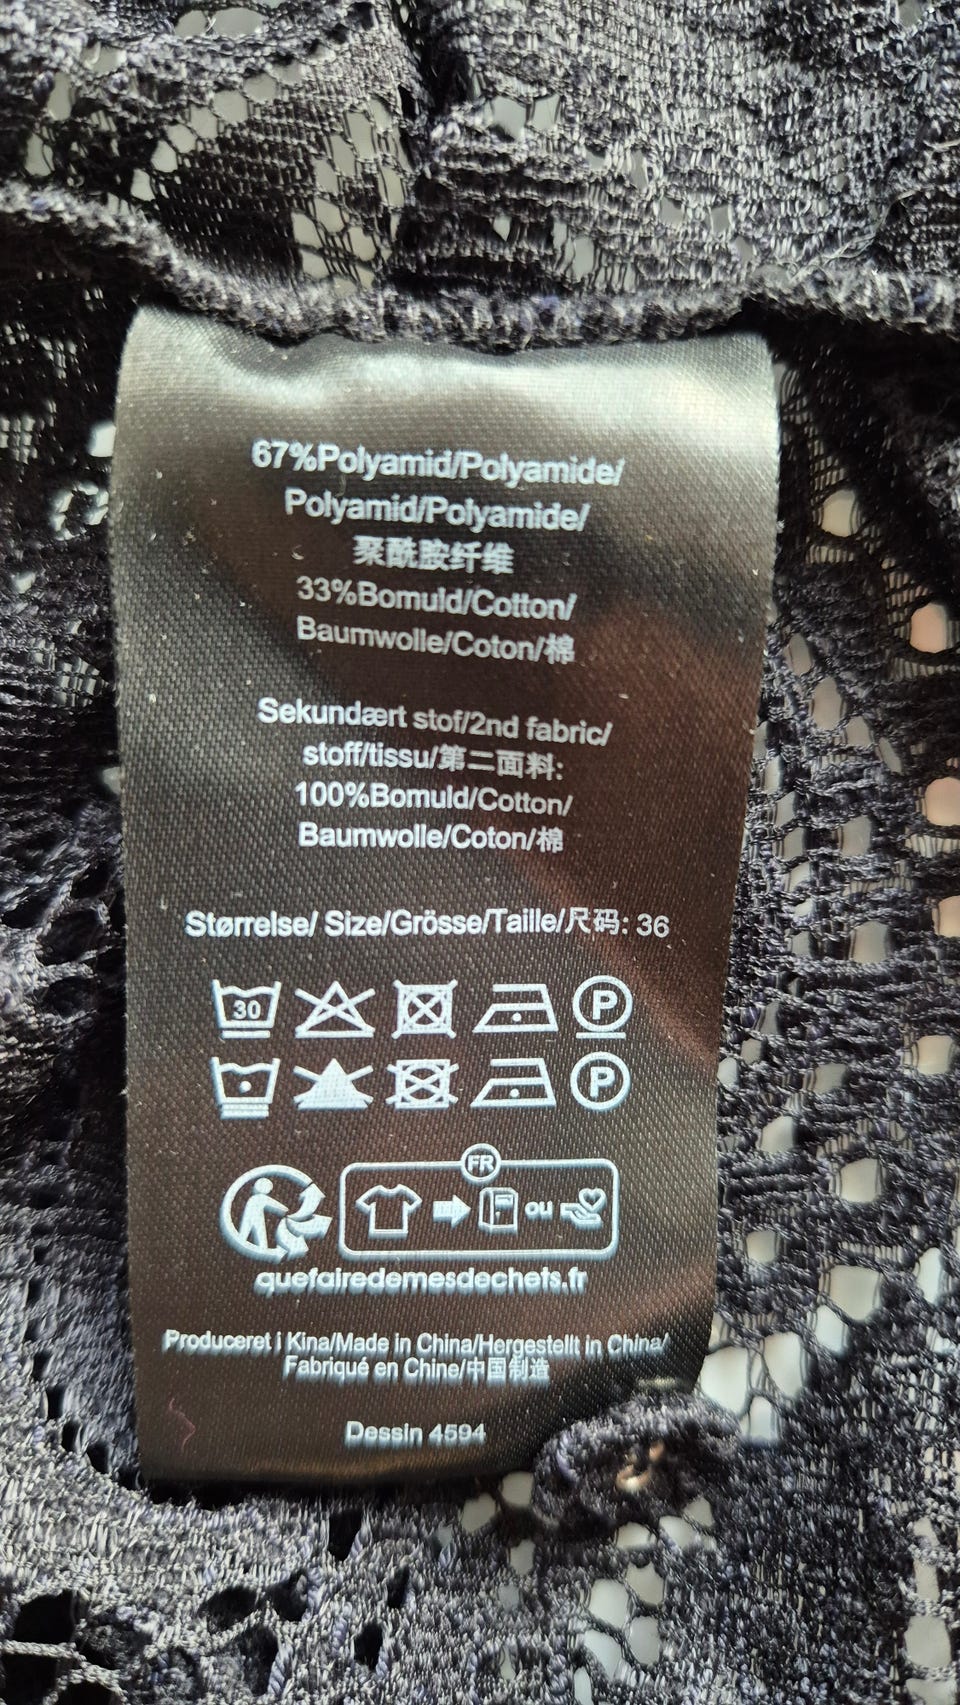 67%Polyamid/Polyamide/
Polyamid/Polyamide/
聚酰胺纤维
33%Bomuld/Cotton/
Baumwolle/Coton/棉
Sekundært stof/2nd fabric/
stoff/tissu/第二面料:
100%Bomuld/Cotton/
Baumwolle/Coton/棉
Størrelse/ Size/Grösse/Taille/尺码: 36
30 P
P
FR
ou
quefairedemesdechets.fr
Produceret i Kina/Made in China/Hergestellt in China/
Fabriqué en Chine/中国制造
Dessin 4594